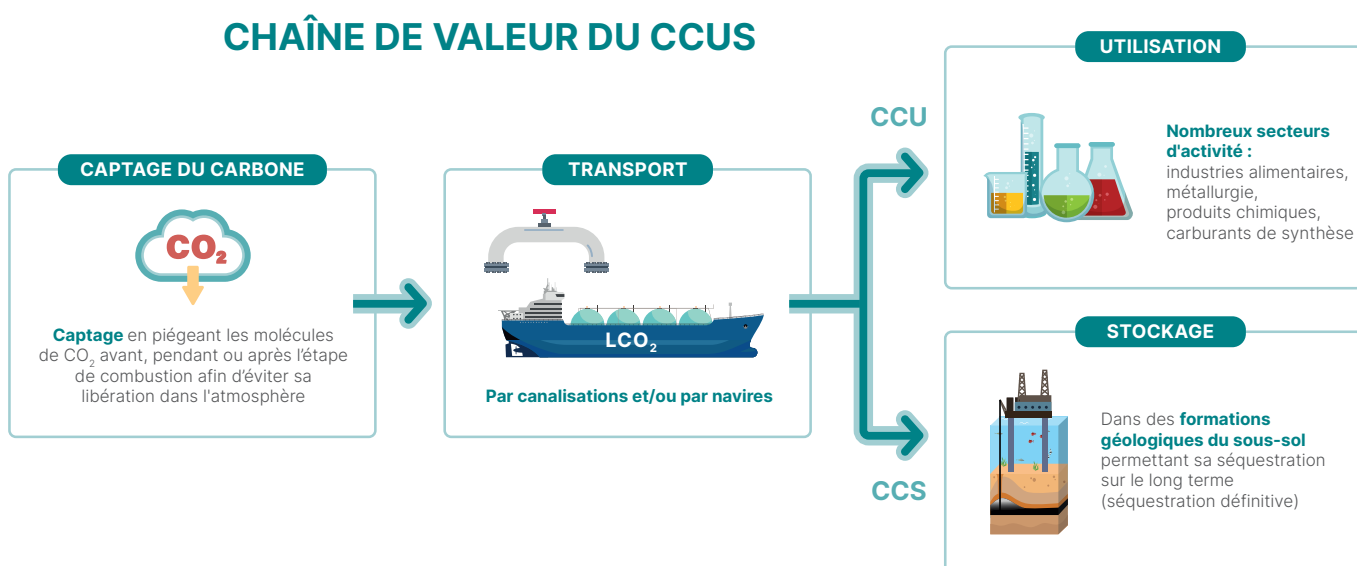 CHAÎNE DE VALEUR DU CCUS
CAPTAGE DU CARBONE
CO₂
Captage en piégeant les molécules
de CO₂ avant, pendant ou après l'étape
de combustion afin d'éviter sa
libération dans l'atmosphère
TRANSPORT
LCO₂
Par canalisations et/ou par navires
CCU
UTILISATION
Nombreux secteurs
d'activité :
industries alimentaires,
métallurgie,
produits chimiques,
carburants de synthèse
CCS
STOCKAGE
Dans des formations
géologiques du sous-sol
permettant sa séquestration
sur le long terme
(séquestration définitive)